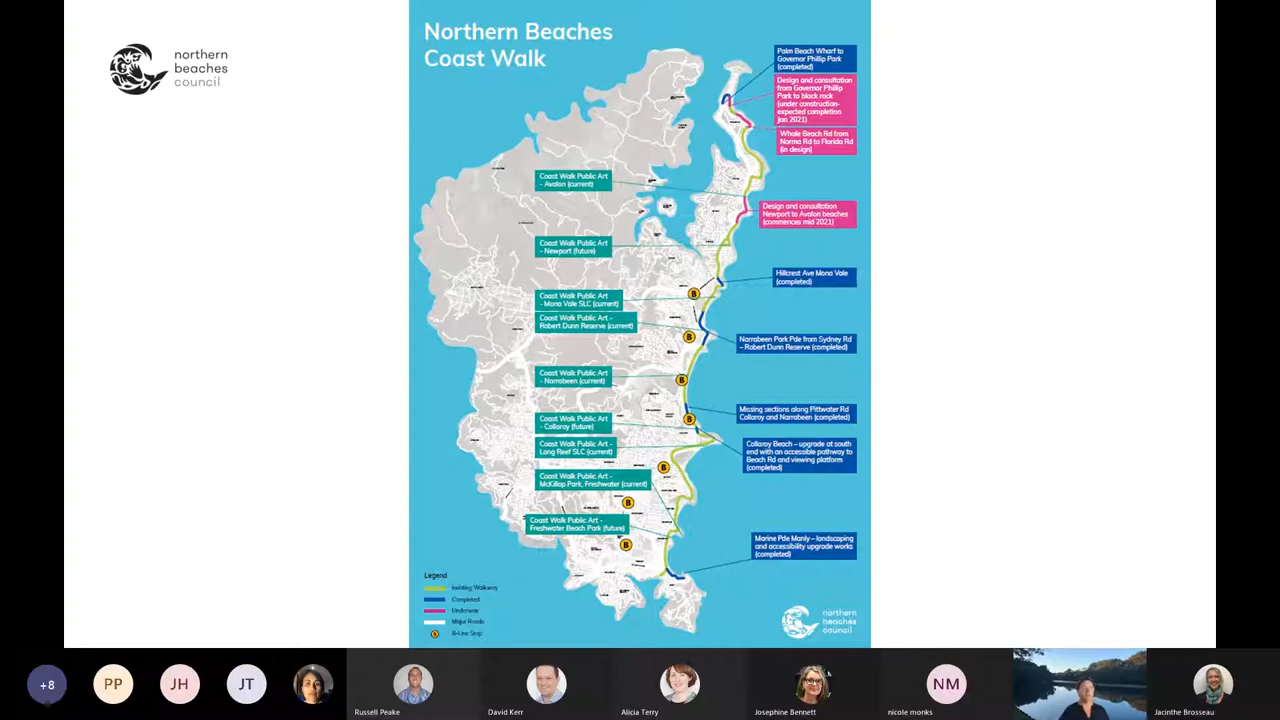 northern
beaches
council
Northern Beaches
Coast Walk
Palm Beach Wharf to
Governor Phillip Park
(completed)
Design and consultation
from Governor Phillip
Park to black rock
(under construction-
expected completion
Jan 2021)
Whale Beach Rd from
Norma Rd to Florida Rd
(in design)
Coast Walk Public Art
- Avalon (current)
Design and consultation
Newport to Avalon beaches
(commences mid 2021)
Coast Walk Public Art
- Newport (future)
Hillcrest Ave Mona Vale
(completed)
Coast Walk Public Art
- Mona Vale SLC (current)
Coast Walk Public Art -
Robert Dunn Reserve (current)
Narrabeen Park Pde from Sydney Rd
– Robert Dunn Reserve (completed)
Coast Walk Public Art
- Narrabeen (current)
Missing sections along Pittwater Rd
Collaroy and Narrabeen (completed)
Coast Walk Public Art
- Collaroy (future)
Coast Walk Public Art -
Long Reef SLC (current)
Collaroy Beach – upgrade at south
end with an accessible pathway to
Beach Rd and viewing platform
(completed)
Coast Walk Public Art -
McKillop Park, Freshwater (current)
Coast Walk Public Art -
Freshwater Beach Park (future)
Marine Pde Manly – landscaping
and accessibility upgrade works
(completed)
B
B
B
B
B
B
B
Legend
Existing Walkway
Completed
Underway
Major Roads
B B-Line Stop
northern
beaches
council
+8
PP
JH
JT
NM
Russell Peake
David Kerr
Alicia Terry
Josephine Bennett
nicole monks
Jacinthe Brosseau